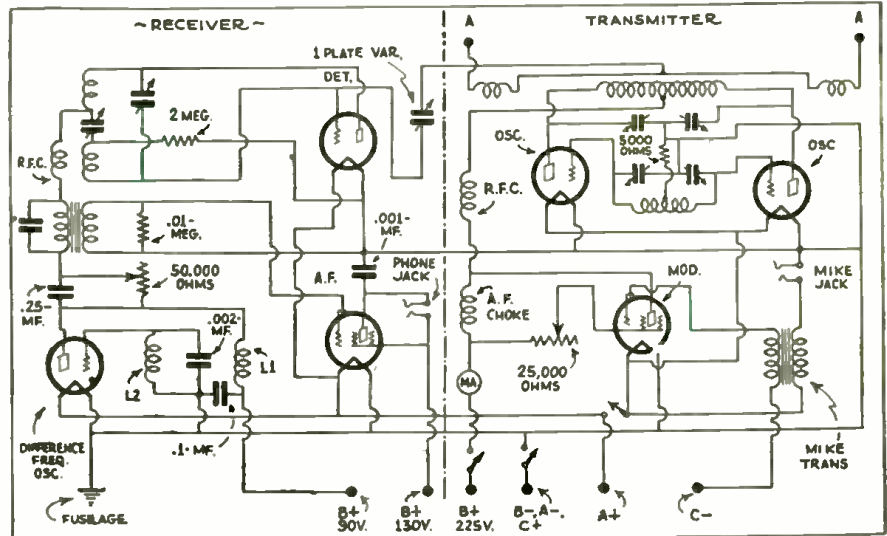 ~RECEIVER~
TRANSMITTER
A
A
1 PLATE VAR.
DET.
2 MEG.
R.F.C.
OSC.
5000
OHMS
OSC
R.F.C.
.01-
MEG.
.001-
MF.
50,000
OHMS
A.F.
PHONE
JACK
MOD.
MIKE
JACK
.25-
MF.
.002-
MF.
A.F.
CHOKE
L2
L1
MA
25,000
OHMS
.1-MF.
DIFFERENCE
FREQ.
OSC.
MIKE
TRANS
FUSILAGE
B+
90V.
B+
130V.
B+
225V.
B-, A-,
C+
A+
C-